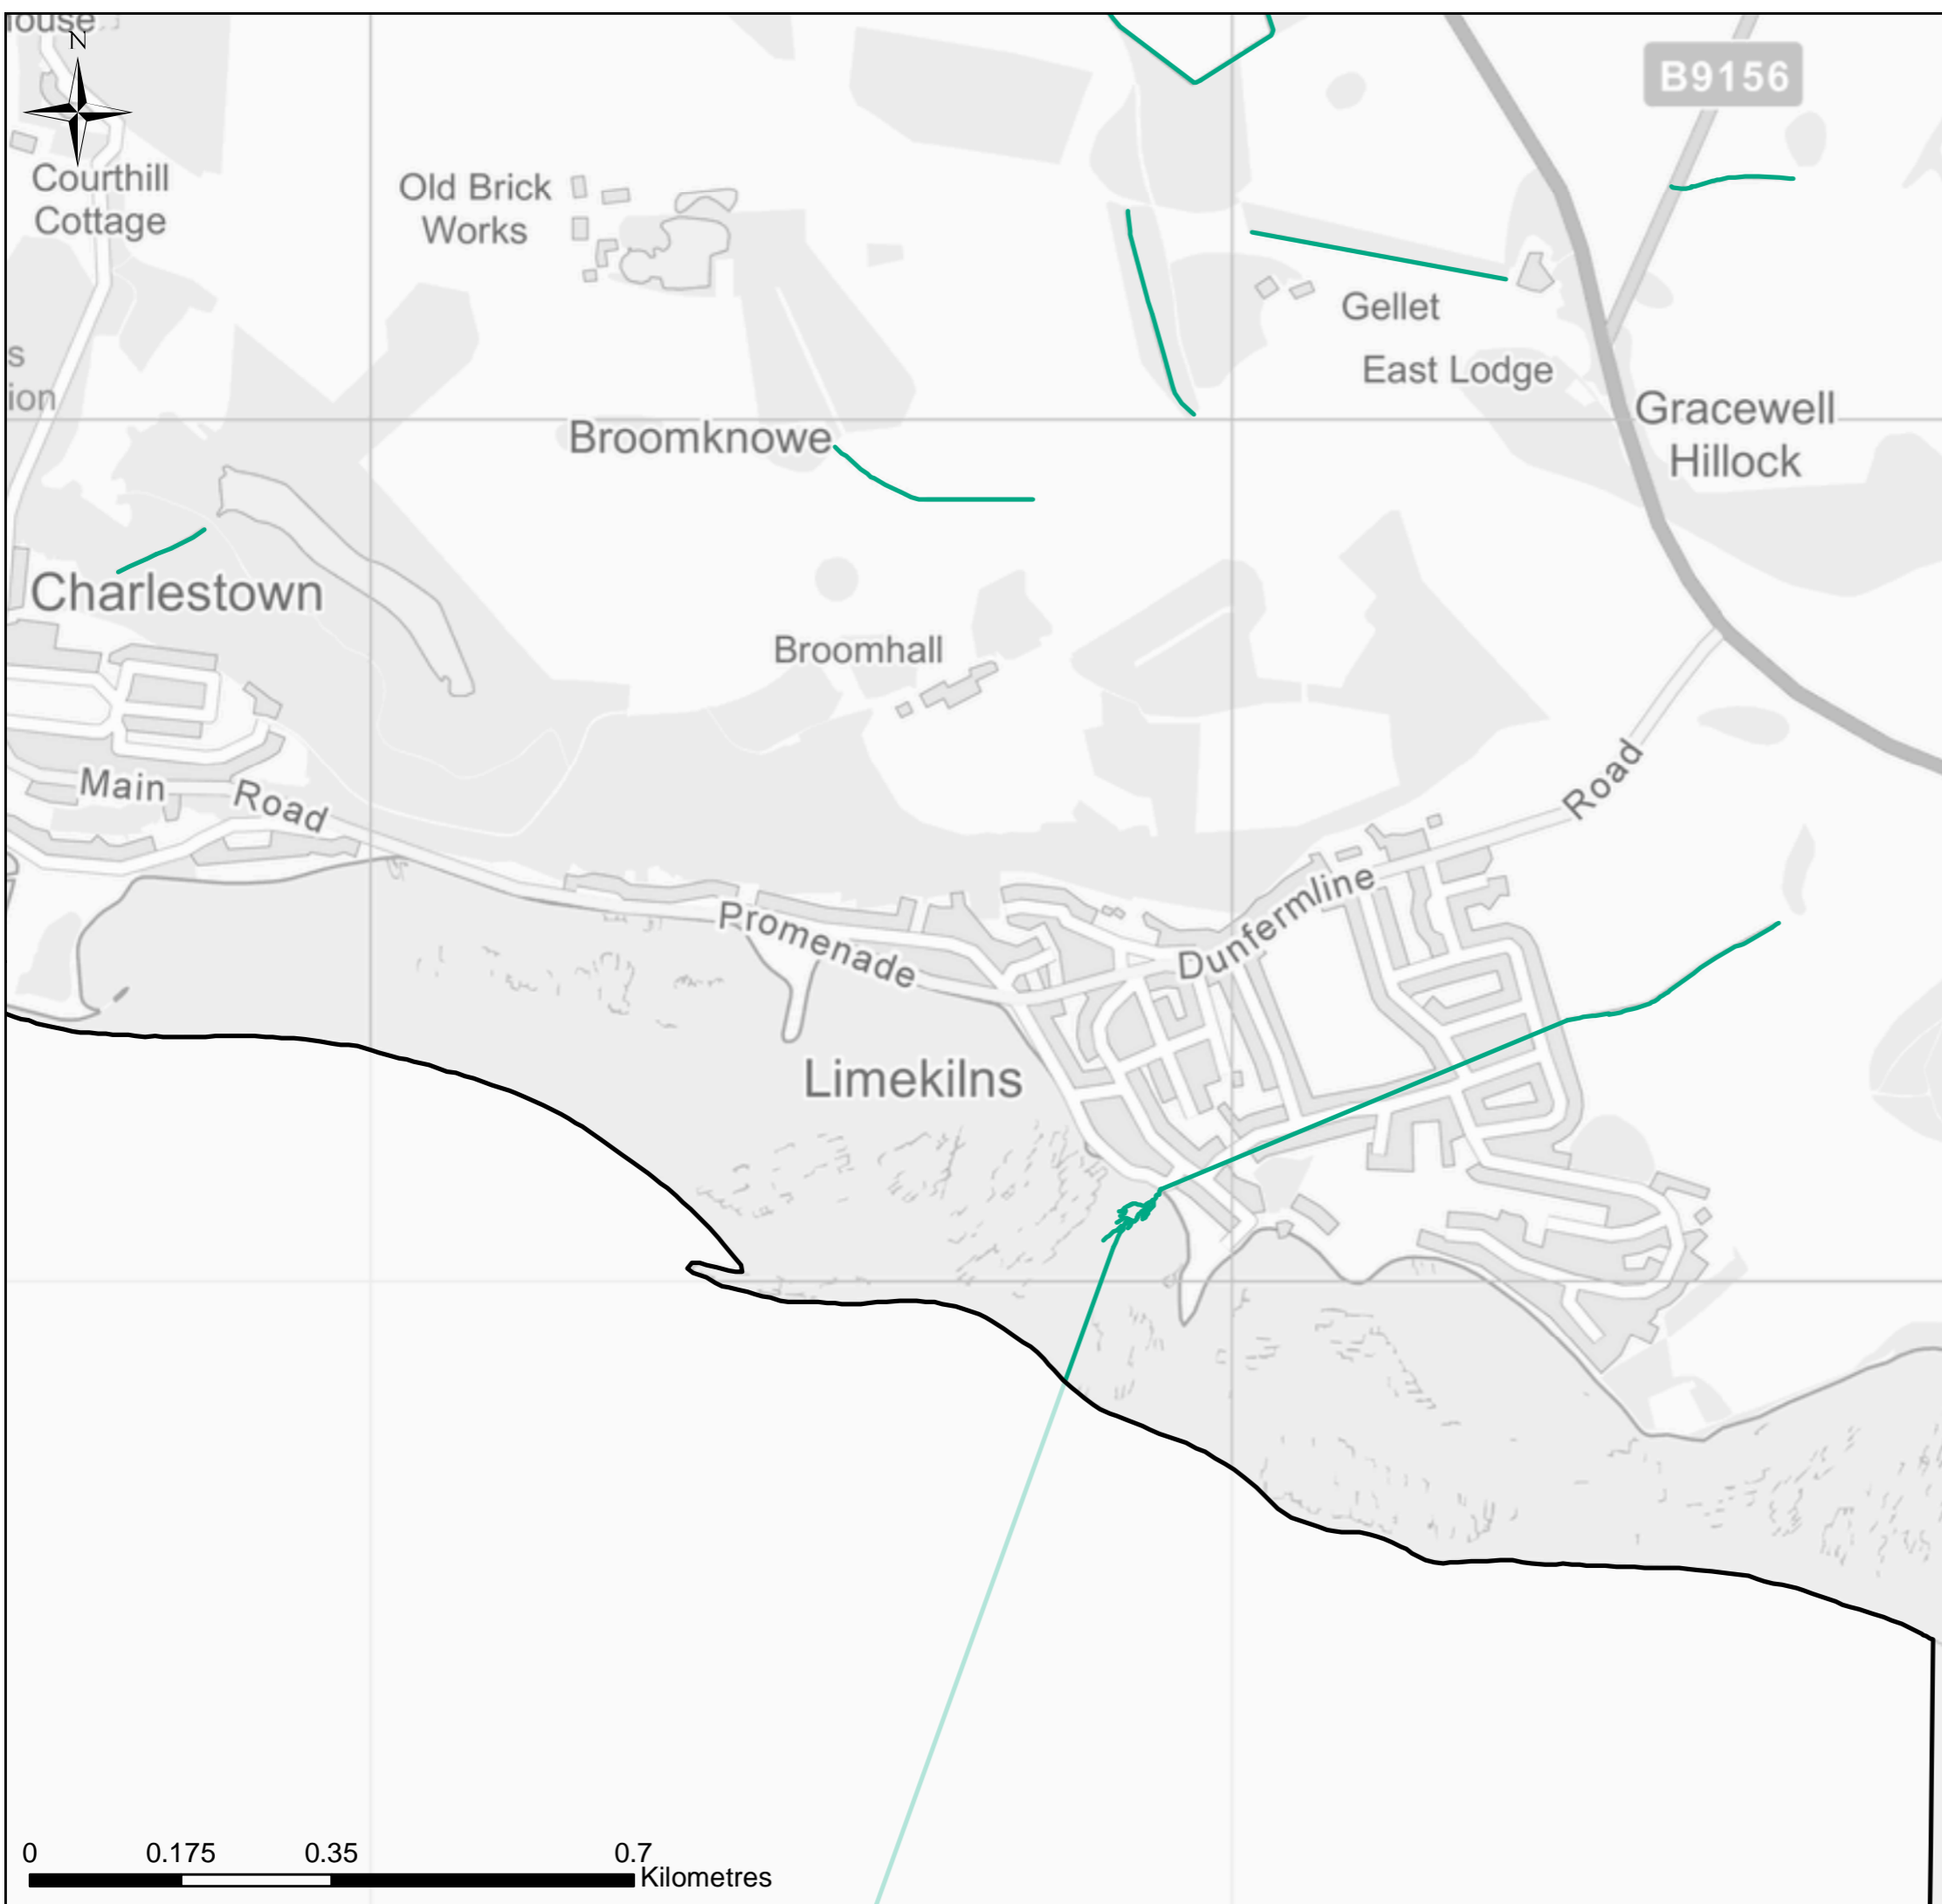 N
B9156
Courthill
Cottage
Old Brick
Works
Gellet
East Lodge
Gracewell
Hillock
Broomknowe
Charlestown
Broomhall
Main Road
Road
Promenade
Dunfermline
Limekilns
0 0.175 0.35 0.7
Kilometres